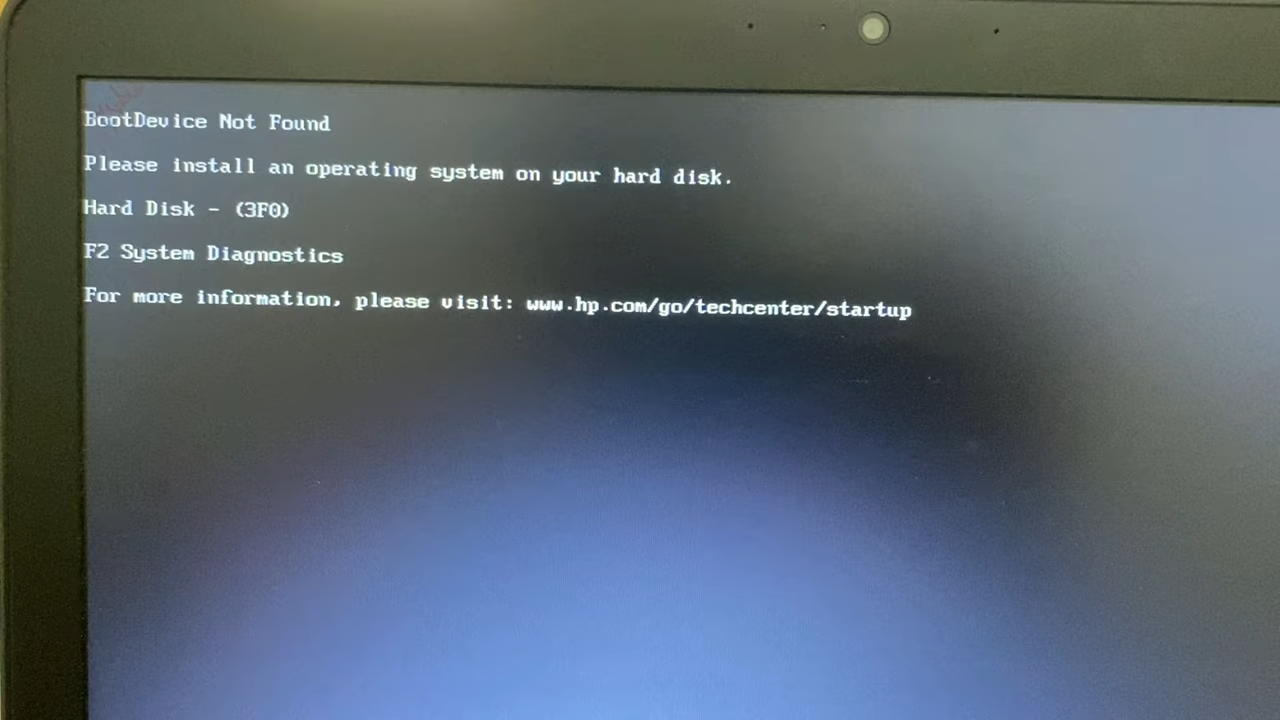 BootDevice Not Found
Please install an operating system on your hard disk.
Hard Disk - (3F0)
F2 System Diagnostics
For more information, please visit: www.hp.com/go/techcenter/startup